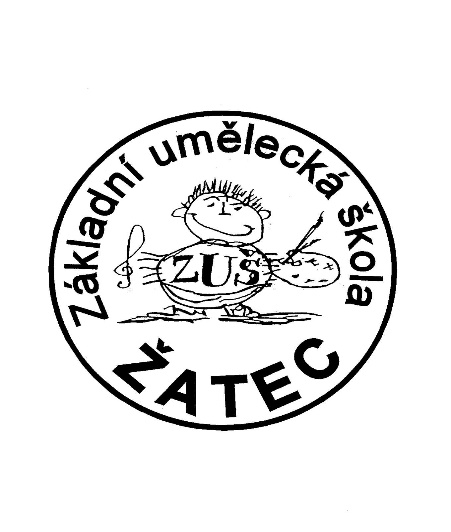 Základní umělecká škola
ZUŠ
ŽATEC